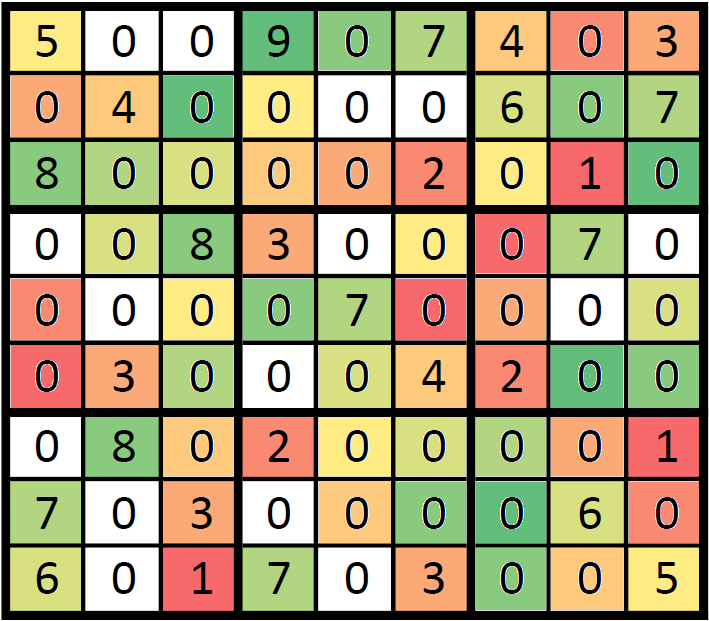 5 0 0 9 0 7 4 0 3
0 4 0 0 0 0 6 0 7
8 0 0 0 0 2 0 1 0
0 0 8 3 0 0 0 7 0
0 0 0 0 7 0 0 0 0
0 3 0 0 0 4 2 0 0
0 8 0 2 0 0 0 0 1
7 0 3 0 0 0 0 6 0
6 0 1 7 0 3 0 0 5